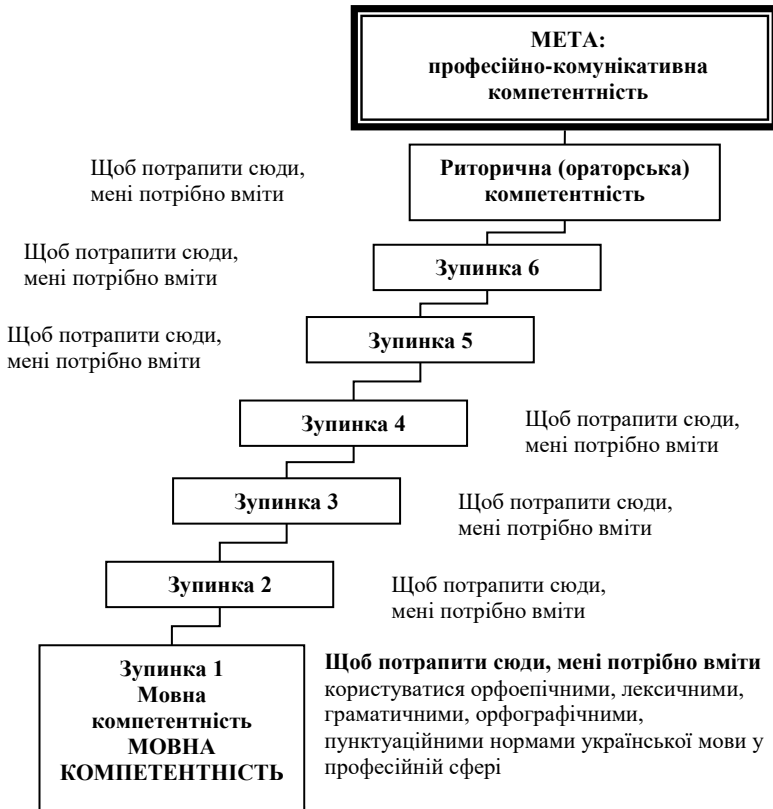 МЕТА:
професійно-комунікативна
компетентність
Щоб потрапити сюди,
мені потрібно вміти
Риторична (ораторська)
компетентність
Щоб потрапити сюди,
мені потрібно вміти
Зупинка 6
Щоб потрапити сюди,
мені потрібно вміти
Зупинка 5
Зупинка 4
Щоб потрапити сюди,
мені потрібно вміти
Зупинка 3
Щоб потрапити сюди,
мені потрібно вміти
Зупинка 2
Щоб потрапити сюди,
мені потрібно вміти
Зупинка 1
Мовна
компетентність
МОВНА
КОМПЕТЕНТНІСТЬ
Щоб потрапити сюди, мені потрібно вміти
користуватися орфоепічними, лексичними,
граматичними, орфографічними,
пунктуаційними нормами української мови у
професійній сфері